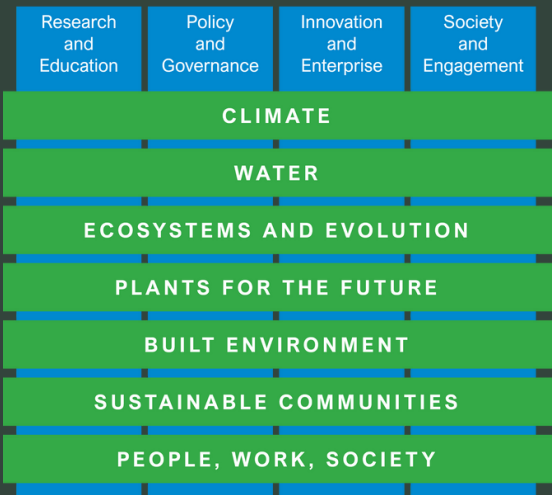 Research
and
Education
Policy
and
Governance
Innovation
and
Enterprise
Society
and
Engagement
CLIMATE
WATER
ECOSYSTEMS AND EVOLUTION
PLANTS FOR THE FUTURE
BUILT ENVIRONMENT
SUSTAINABLE COMMUNITIES
PEOPLE, WORK, SOCIETY